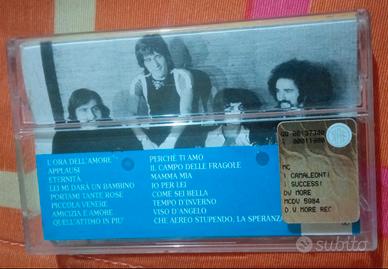 L'ORA DELL'AMORE
APPLAUSI
ETERNITÀ
LEI MI DARÀ UN BAMBINO
PORTAMI TANTE ROSE
PICCOLA VENERE
AMICIZIA E AMORE
QUELL'ATTIMO IN PIÙ
PERCHÈ TI AMO
IL CAMPO DELLE FRAGOLE
MAMMA MIA
IO PER LEI
COME SEI BELLA
TEMPO D'INVERNO
VISO D'ANGELO
CHE AEREO STUPENDO, LA SPERANZA
MC
I CAMALEONTI
I SUCCESSI
DV MORE
MCDV 5984
D.V MORE REC
subito